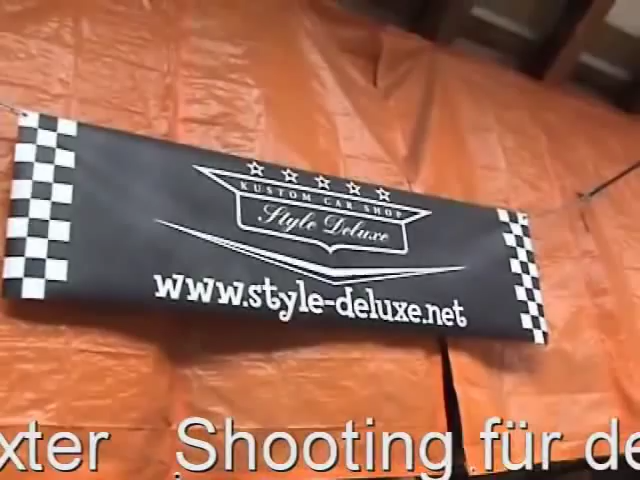 KUSTOM CAR SHOP
Style Deluxe
www.style-deluxe.net
xter Shooting für de